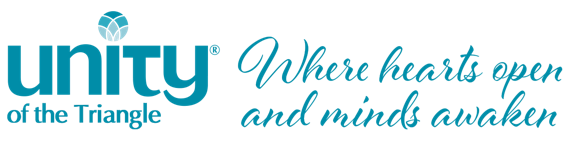 unity®
of the Triangle
Where hearts open
and minds awaken